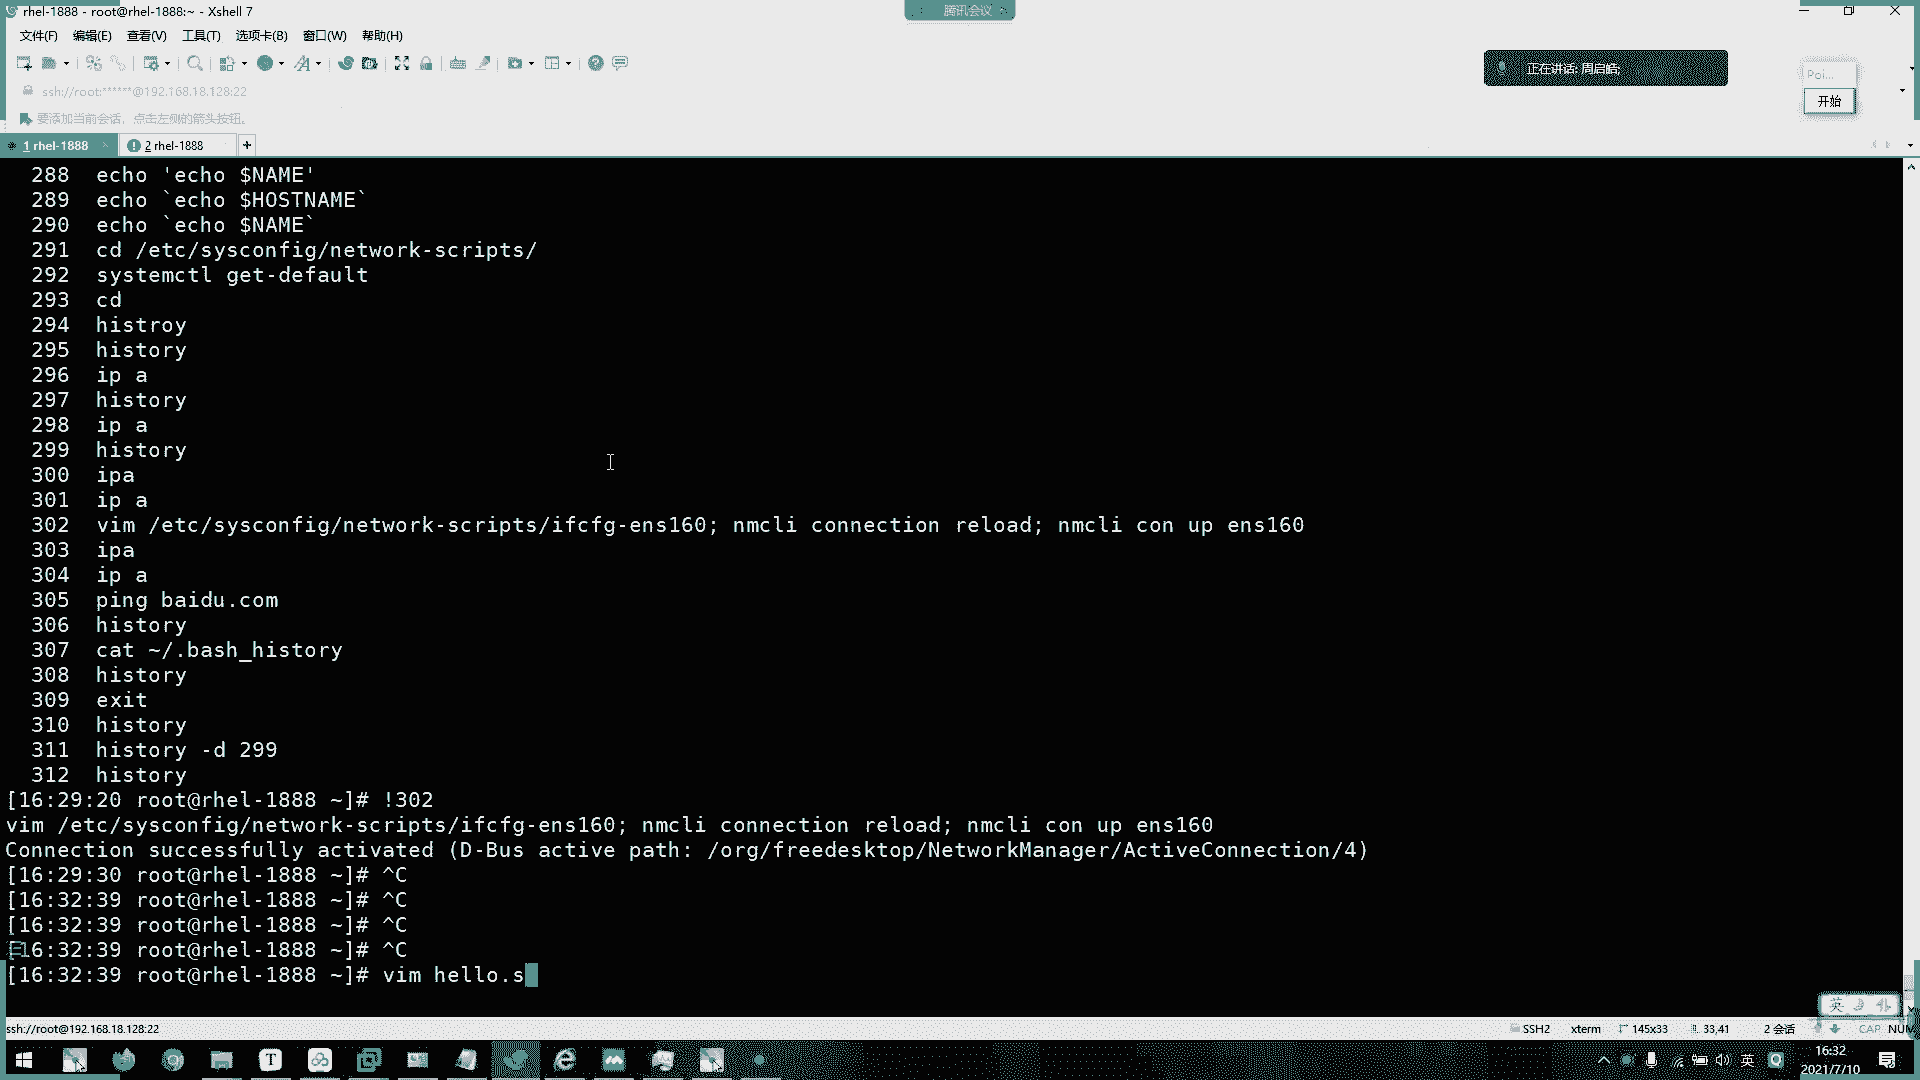 rhel-1888 - root@rhel-1888:~ - Xshell 7
腾讯会议
文件(F) 编辑(E) 查看(V) 工具(T) 选项卡(B) 窗口(W) 帮助(H)
正在讲话: 周启皓;
Poi...
开始
ssh://root:******@192.168.18.128:22
要添加当前会话，点击左侧的箭头按钮。
1 rhel-1888 × 2 rhel-1888 +
288 echo 'echo $NAME'
289 echo `echo $HOSTNAME`
290 echo `echo $NAME`
291 cd /etc/sysconfig/network-scripts/
292 systemctl get-default
293 cd
294 histroy
295 history
296 ip a
297 history
298 ip a
299 history
300 ipa
301 ip a
302 vim /etc/sysconfig/network-scripts/ifcfg-ens160; nmcli connection reload; nmcli con up ens160
303 ipa
304 ip a
305 ping baidu.com
306 history
307 cat ~/.bash_history
308 history
309 exit
310 history
311 history -d 299
312 history
[16:29:20 root@rhel-1888 ~]# !302
vim /etc/sysconfig/network-scripts/ifcfg-ens160; nmcli connection reload; nmcli con up ens160
Connection successfully activated (D-Bus active path: /org/freedesktop/NetworkManager/ActiveConnection/4)
[16:29:30 root@rhel-1888 ~]# ^C
[16:32:39 root@rhel-1888 ~]# ^C
[16:32:39 root@rhel-1888 ~]# ^C
[16:32:39 root@rhel-1888 ~]# ^C
[16:32:39 root@rhel-1888 ~]# vim hello.s
英
ssh://root@192.168.18.128:22 SSH2 xterm 145x33 33,41 2 会话 CAP NUM
英 16:32
2021/7/10